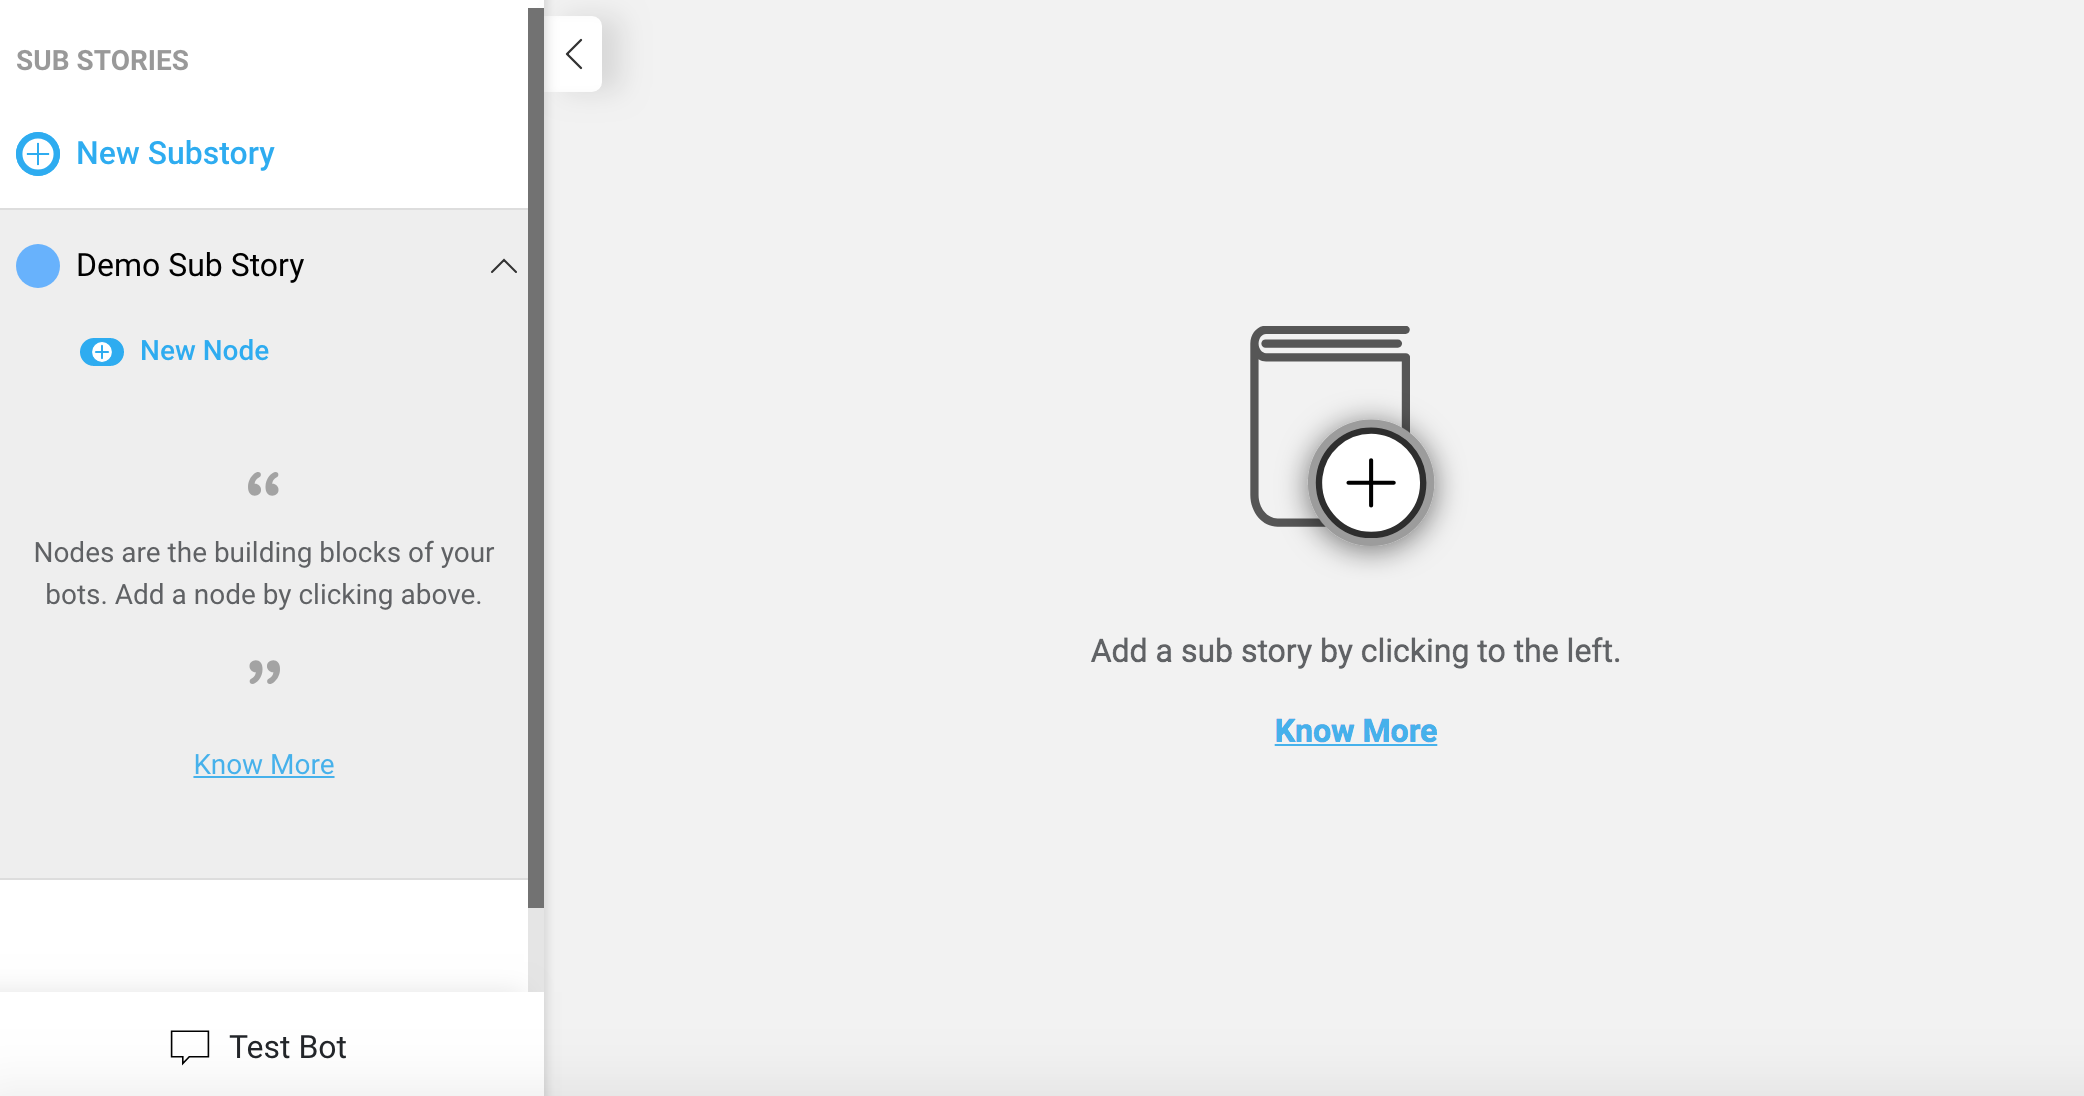 SUB STORIES
New Substory
Demo Sub Story
New Node
“
Nodes are the building blocks of your
bots. Add a node by clicking above.
”
Know More
Test Bot
Add a sub story by clicking to the left.
Know More